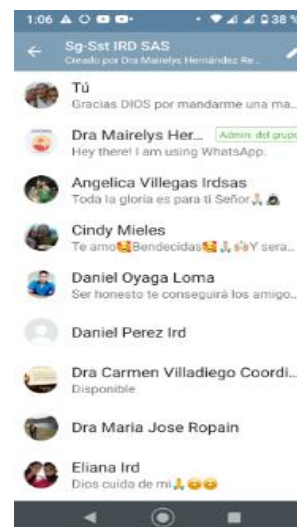 1:06
38 %
Sg-Sst IRD SAS
Creado por Dra Mairelys Hernández Re...
Tú
Gracias DIOS por mandarme una ma...
Dra Mairelys Her... Admin. del grupo
Hey there! I am using WhatsApp.
Angelica Villegas Irdsas
Toda la gloria es para ti Señor🙏
Cindy Mieles
Te amo🥰Bendecidas🥰🙏Y sera...
Daniel Oyaga Loma
Ser honesto te conseguirá los amigo...
Daniel Perez Ird
Dra Carmen Villadiego Coordi...
Disponible
Dra Maria Jose Ropain
Eliana Ird
Dios cuida de mi🙏😊😊